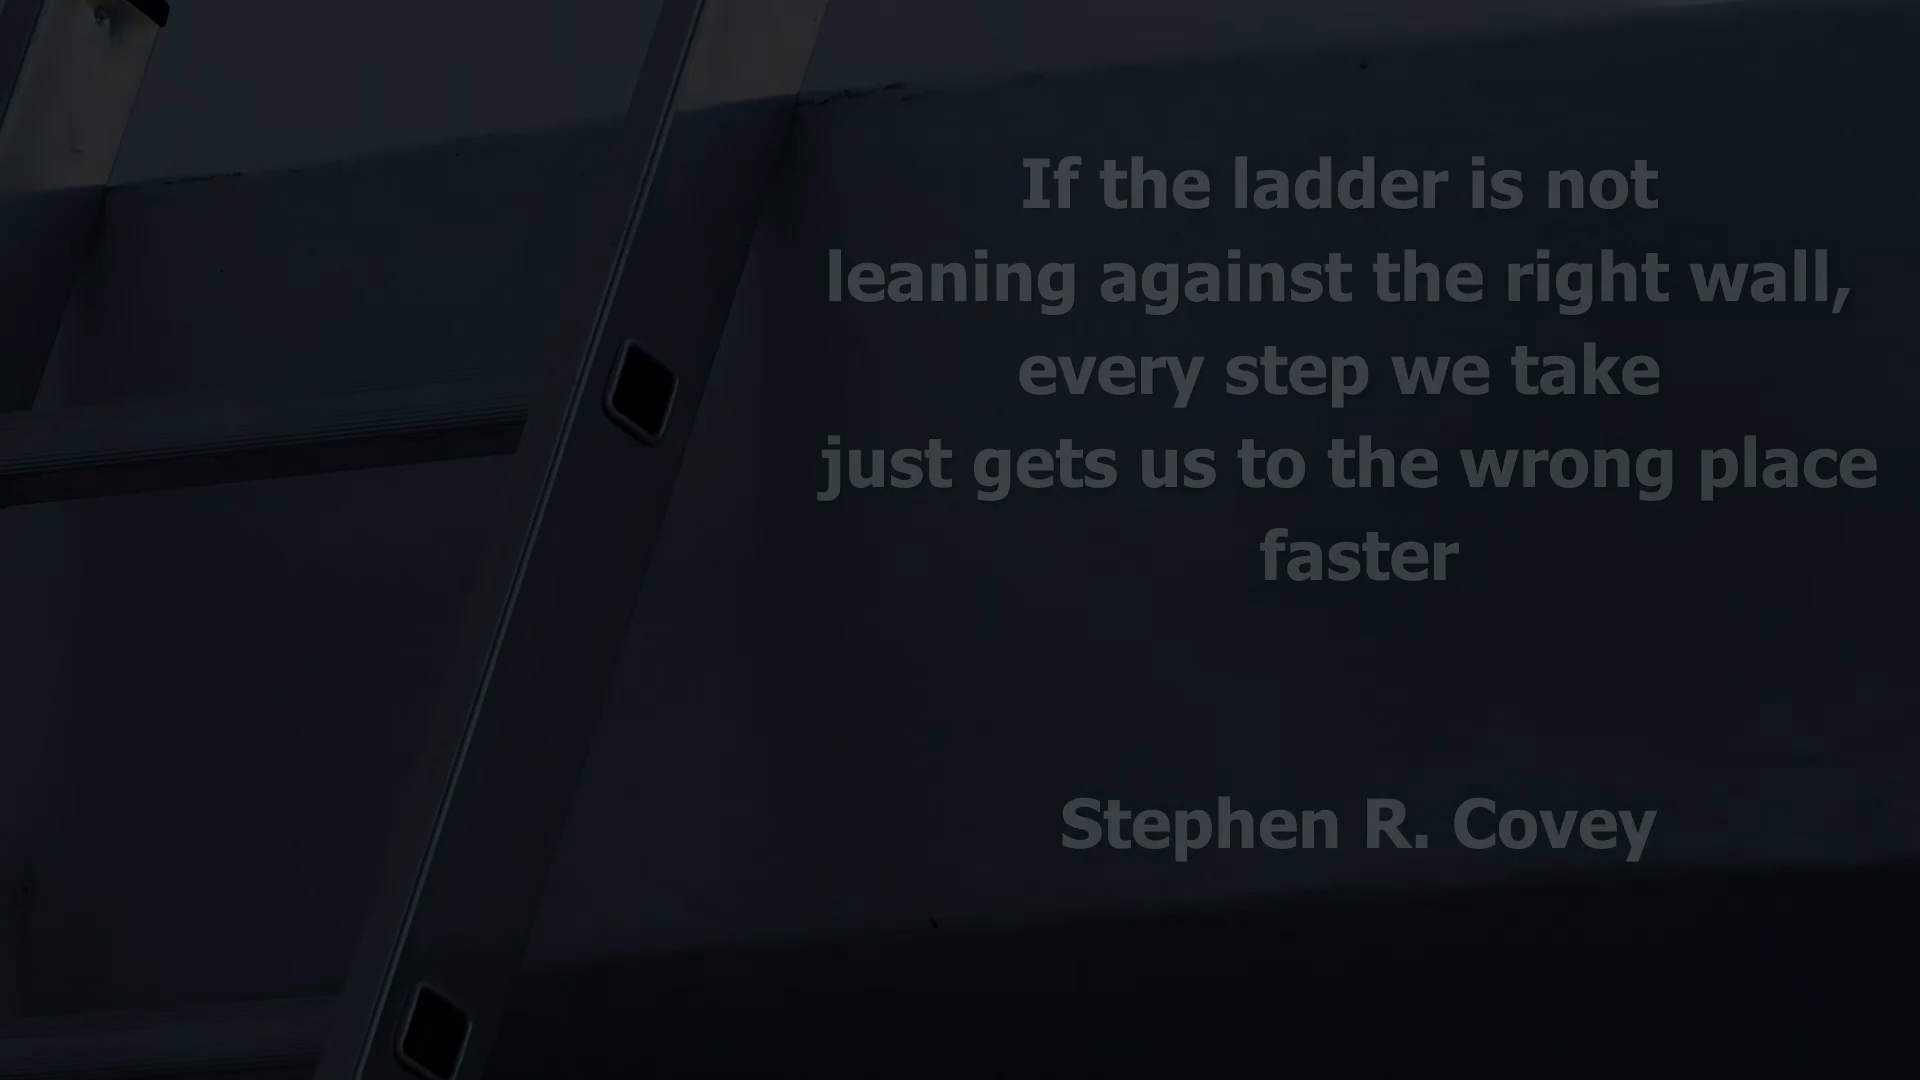 If the ladder is not
leaning against the right wall,
every step we take
just gets us to the wrong place
faster
Stephen R. Covey